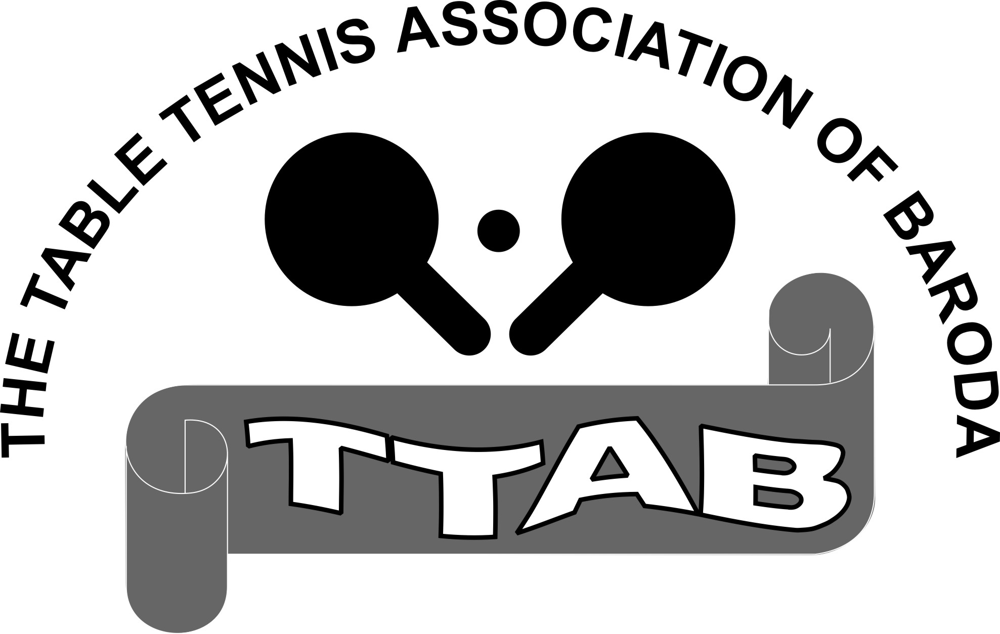 THE TABLE TENNIS ASSOCIATION OF BARODA
TTAB